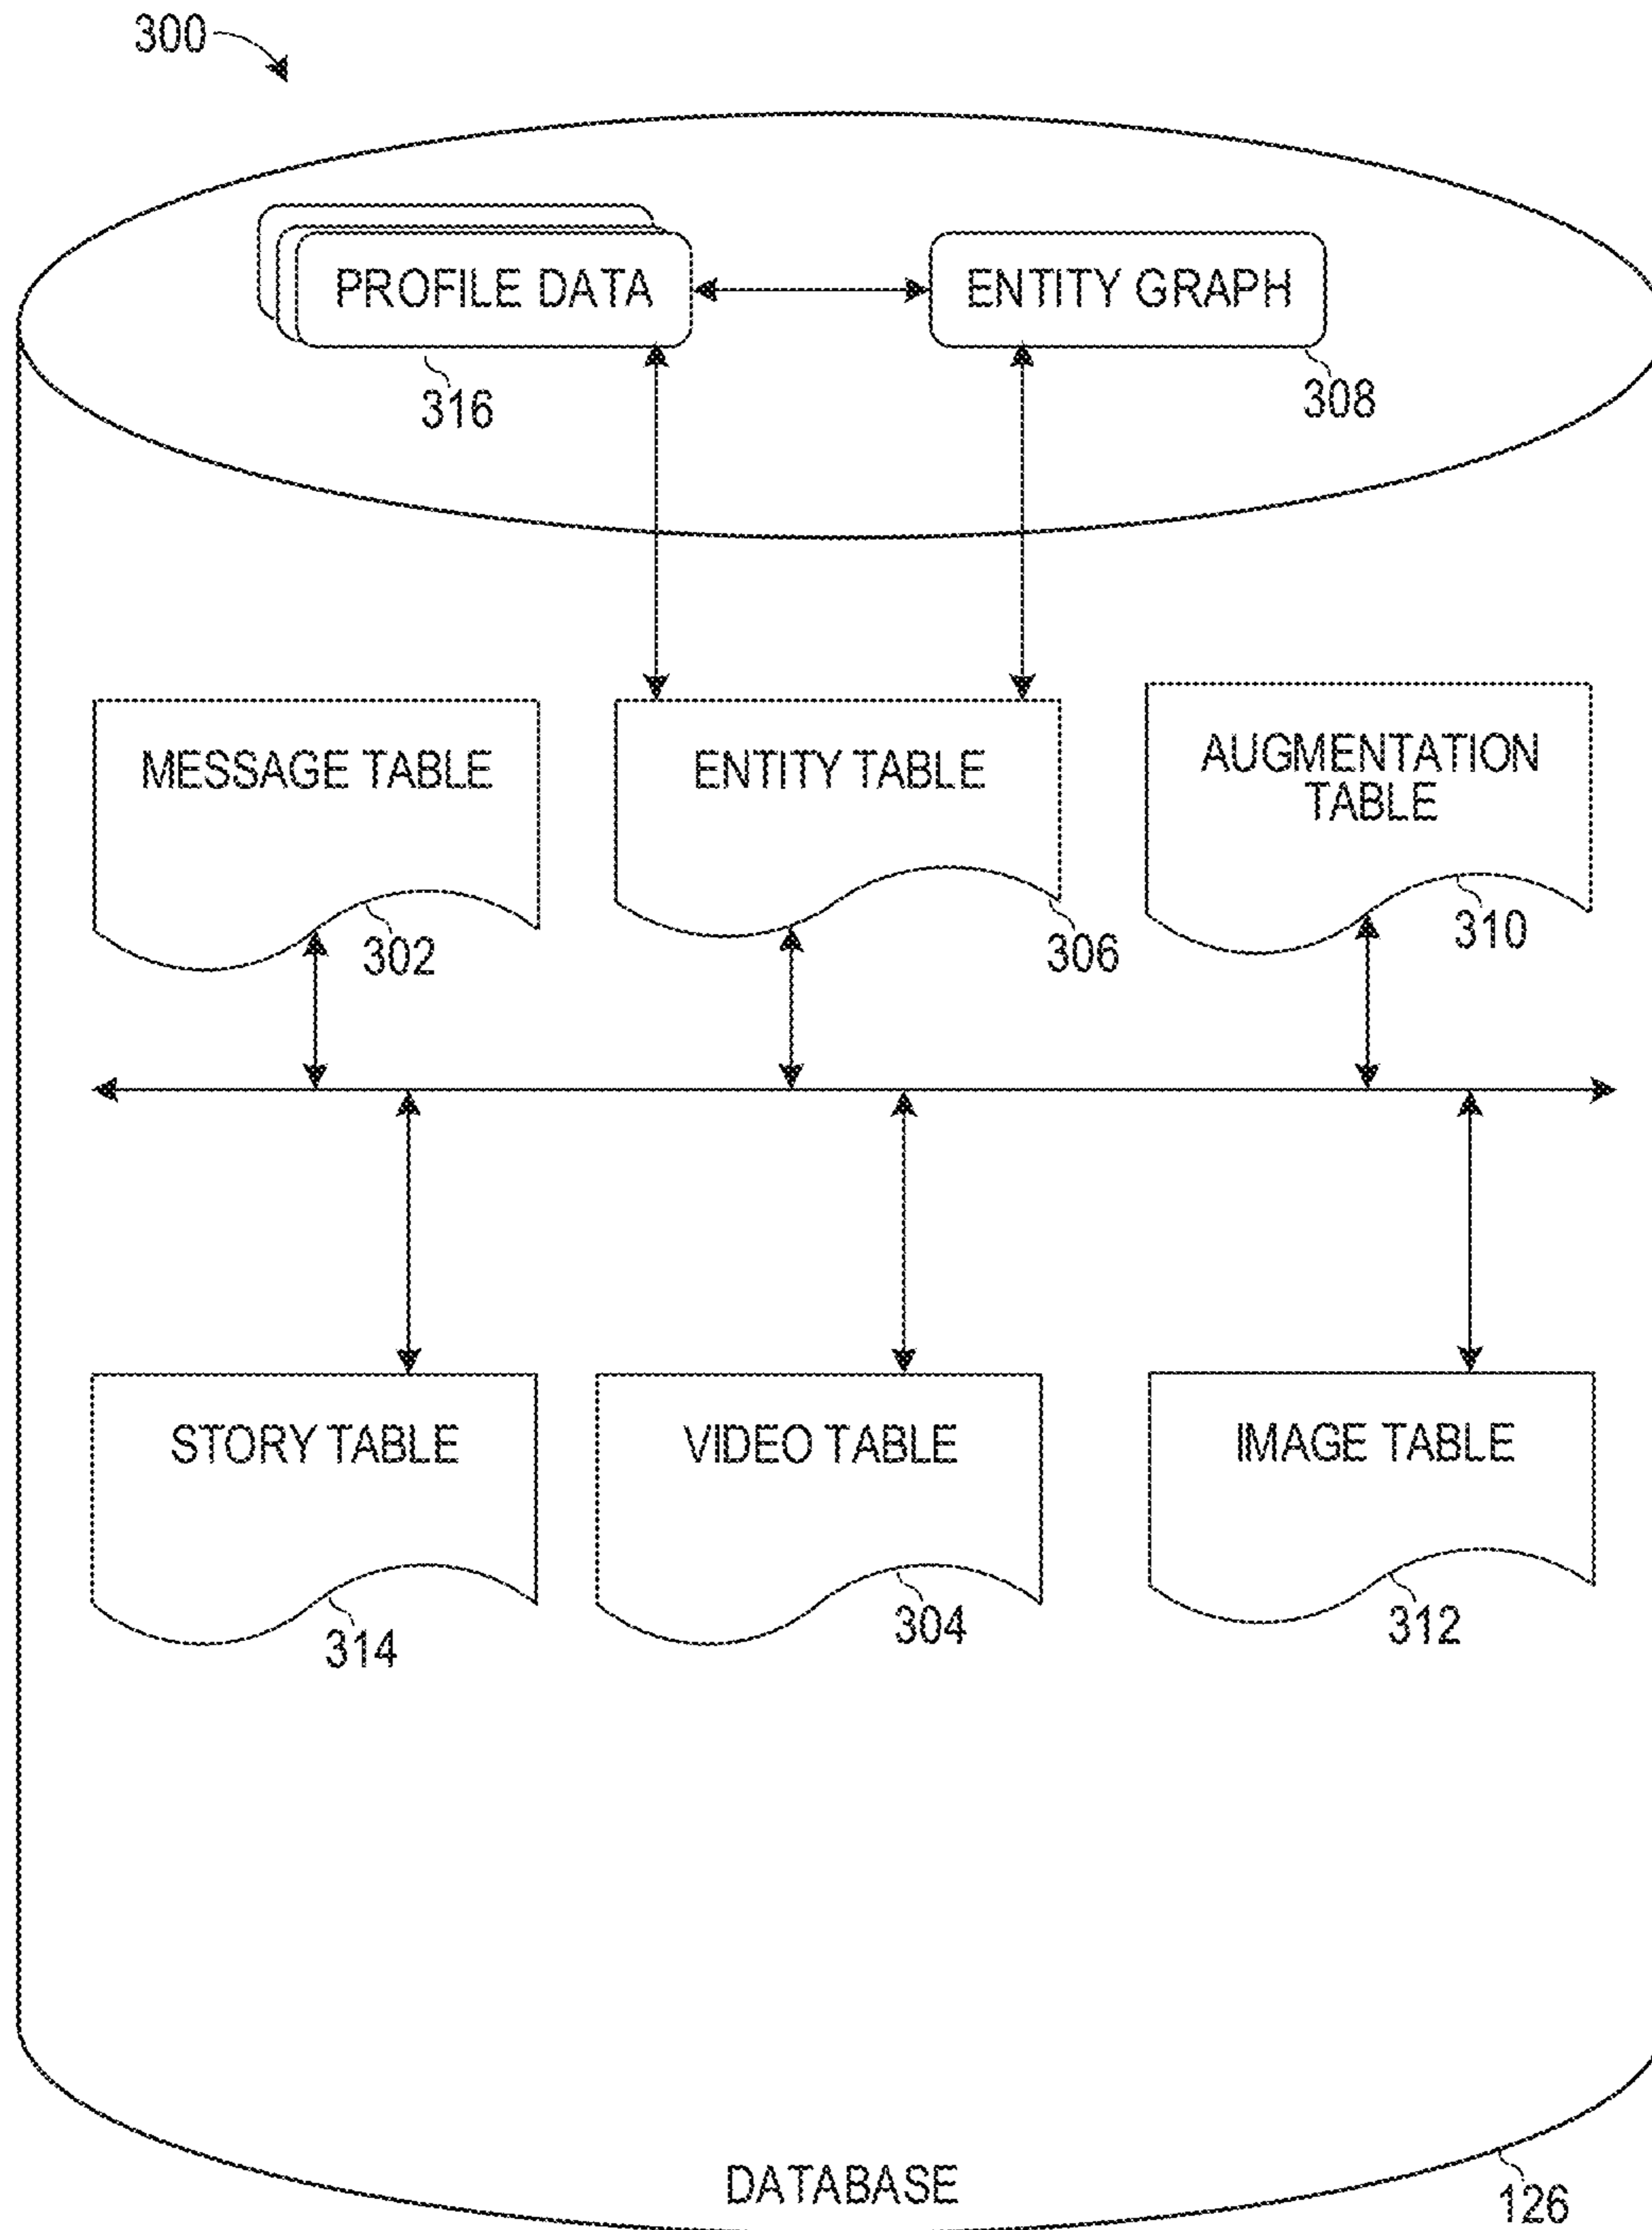 300
PROFILE DATA
ENTITY GRAPH
316
308
MESSAGE TABLE
ENTITY TABLE
AUGMENTATION
TABLE
302
306
310
STORY TABLE
VIDEO TABLE
IMAGE TABLE
314
304
312
DATABASE
126